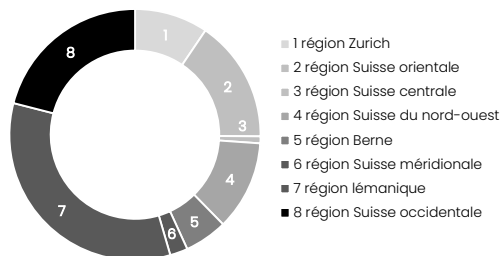 1
2
3
4
5
6
7
8
1 région Zurich
2 région Suisse orientale
3 région Suisse centrale
4 région Suisse du nord-ouest
5 région Berne
6 région Suisse méridionale
7 région lémanique
8 région Suisse occidentale